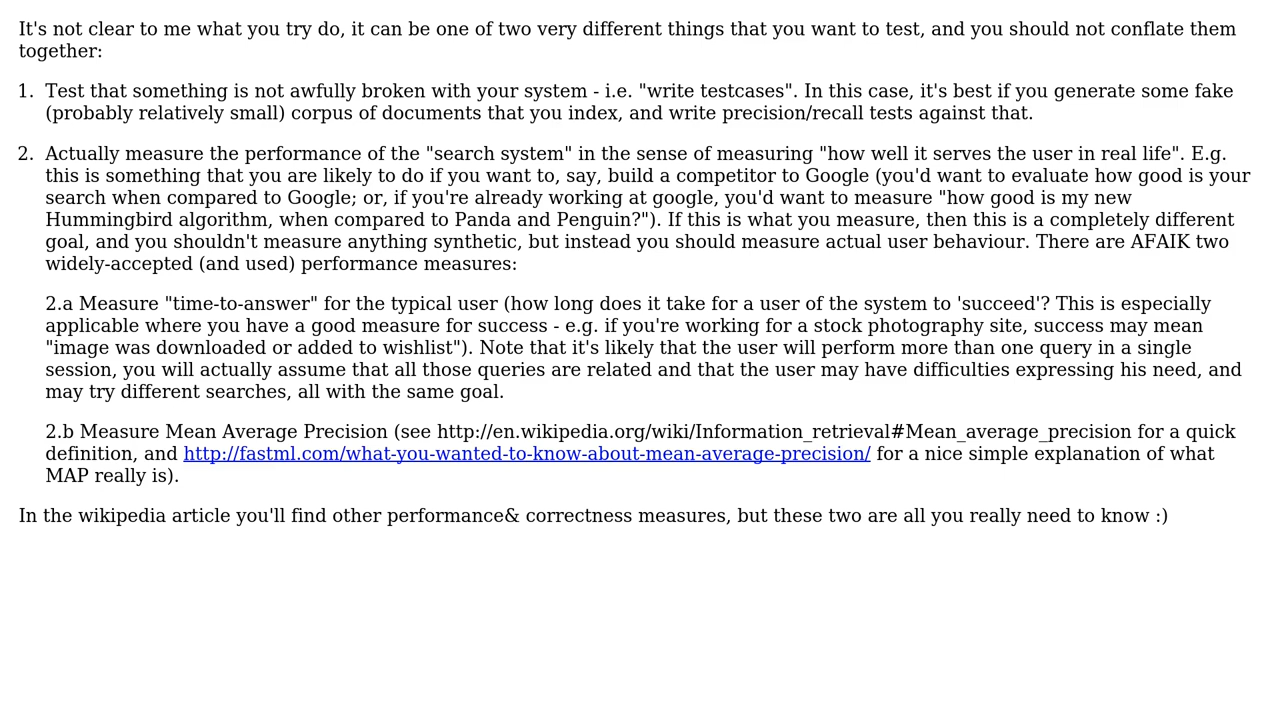 It's not clear to me what you try do, it can be one of two very different things that you want to test, and you should not conflate them
together:
1. Test that something is not awfully broken with your system - i.e. "write testcases". In this case, it's best if you generate some fake
(probably relatively small) corpus of documents that you index, and write precision/recall tests against that.
2. Actually measure the performance of the "search system" in the sense of measuring "how well it serves the user in real life". E.g.
this is something that you are likely to do if you want to, say, build a competitor to Google (you'd want to evaluate how good is your
search when compared to Google; or, if you're already working at google, you'd want to measure "how good is my new
Hummingbird algorithm, when compared to Panda and Penguin?"). If this is what you measure, then this is a completely different
goal, and you shouldn't measure anything synthetic, but instead you should measure actual user behaviour. There are AFAIK two
widely-accepted (and used) performance measures:
2.a Measure "time-to-answer" for the typical user (how long does it take for a user of the system to 'succeed'? This is especially
applicable where you have a good measure for success - e.g. if you're working for a stock photography site, success may mean
"image was downloaded or added to wishlist"). Note that it's likely that the user will perform more than one query in a single
session, you will actually assume that all those queries are related and that the user may have difficulties expressing his need, and
may try different searches, all with the same goal.
2.b Measure Mean Average Precision (see http://en.wikipedia.org/wiki/Information_retrieval#Mean_average_precision for a quick
definition, and http://fastml.com/what-you-wanted-to-know-about-mean-average-precision/ for a nice simple explanation of what
MAP really is).
In the wikipedia article you'll find other performance& correctness measures, but these two are all you really need to know :)